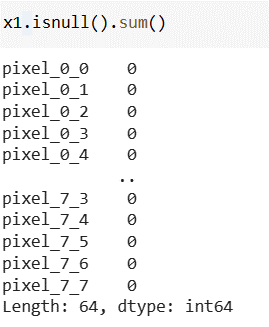 x1.isnull().sum()
pixel_0_0    0
pixel_0_1    0
pixel_0_2    0
pixel_0_3    0
pixel_0_4    0
            ..
pixel_7_3    0
pixel_7_4    0
pixel_7_5    0
pixel_7_6    0
pixel_7_7    0
Length: 64, dtype: int64